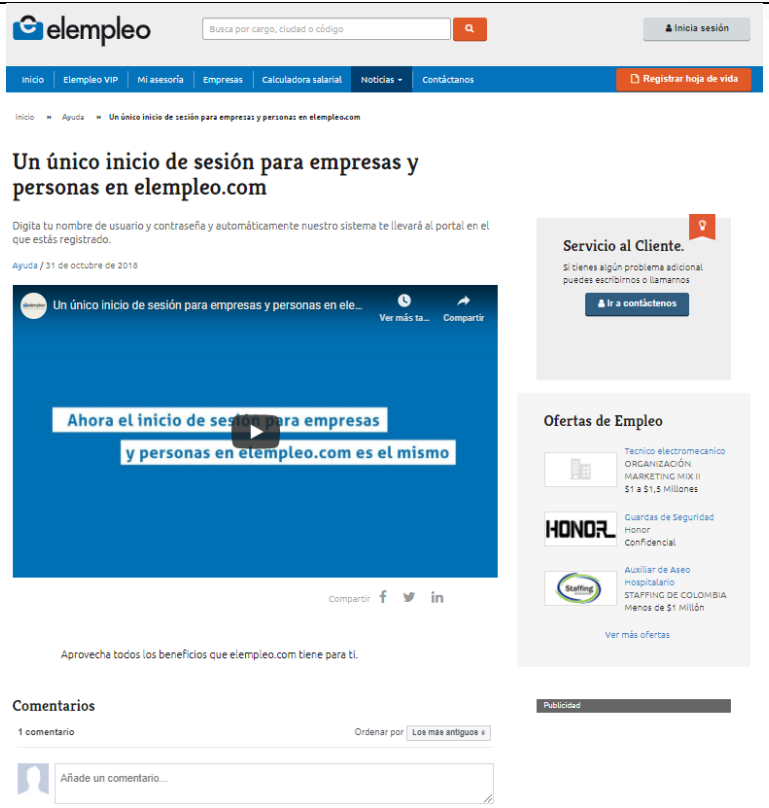 elempleo
Busca por cargo, ciudad o código
Inicia sesión
Inicio
Elempleo VIP
Mi asesoría
Empresas
Calculadora salarial
Noticias
Contáctanos
Registrar hoja de vida
Inicio » Ayuda » Un único inicio de sesión para empresas y personas en elempleo.com
Un único inicio de sesión para empresas y
personas en elempleo.com
Digita tu nombre de usuario y contraseña y automáticamente nuestro sistema te llevará al portal en el
que estás registrado.
Ayuda / 31 de octubre de 2018
Un único inicio de sesión para empresas y personas en ele...
Ver más ta...
Compartir
Ahora el inicio de sesión para empresas
y personas en elempleo.com es el mismo
Compartir
Aprovecha todos los beneficios que elempleo.com tiene para ti.
Comentarios
1 comentario
Ordenar por Los más antiguos
Añade un comentario...
Servicio al Cliente.
Si tienes algún problema adicional
puedes escribirnos o llamarnos
Ir a contáctenos
Ofertas de Empleo
Tecnico electromecanico
ORGANIZACIÓN
MARKETING MIX II
$1 a $1,5 Millones
HONOR
Guardas de Seguridad
Honor
Confidencial
Staffing
Auxiliar de Aseo
Hospitalario
STAFFING DE COLOMBIA
Menos de $1 Millón
Ver más ofertas
Publicidad